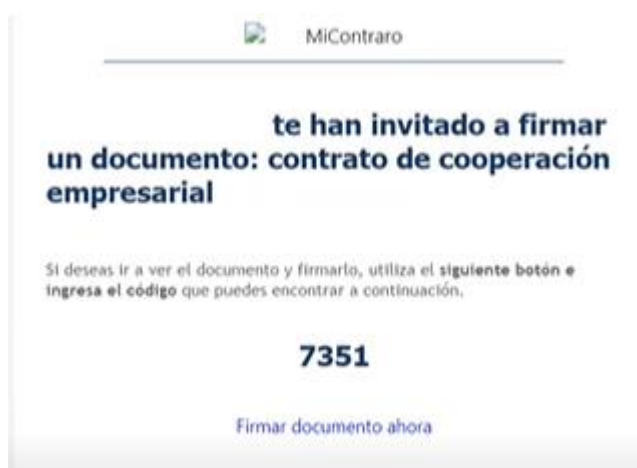 MiContraro
te han invitado a firmar
un documento: contrato de cooperación
empresarial
Si deseas ir a ver el documento y firmarlo, utiliza el siguiente botón e
ingresa el código que puedes encontrar a continuación.
7351
Firmar documento ahora